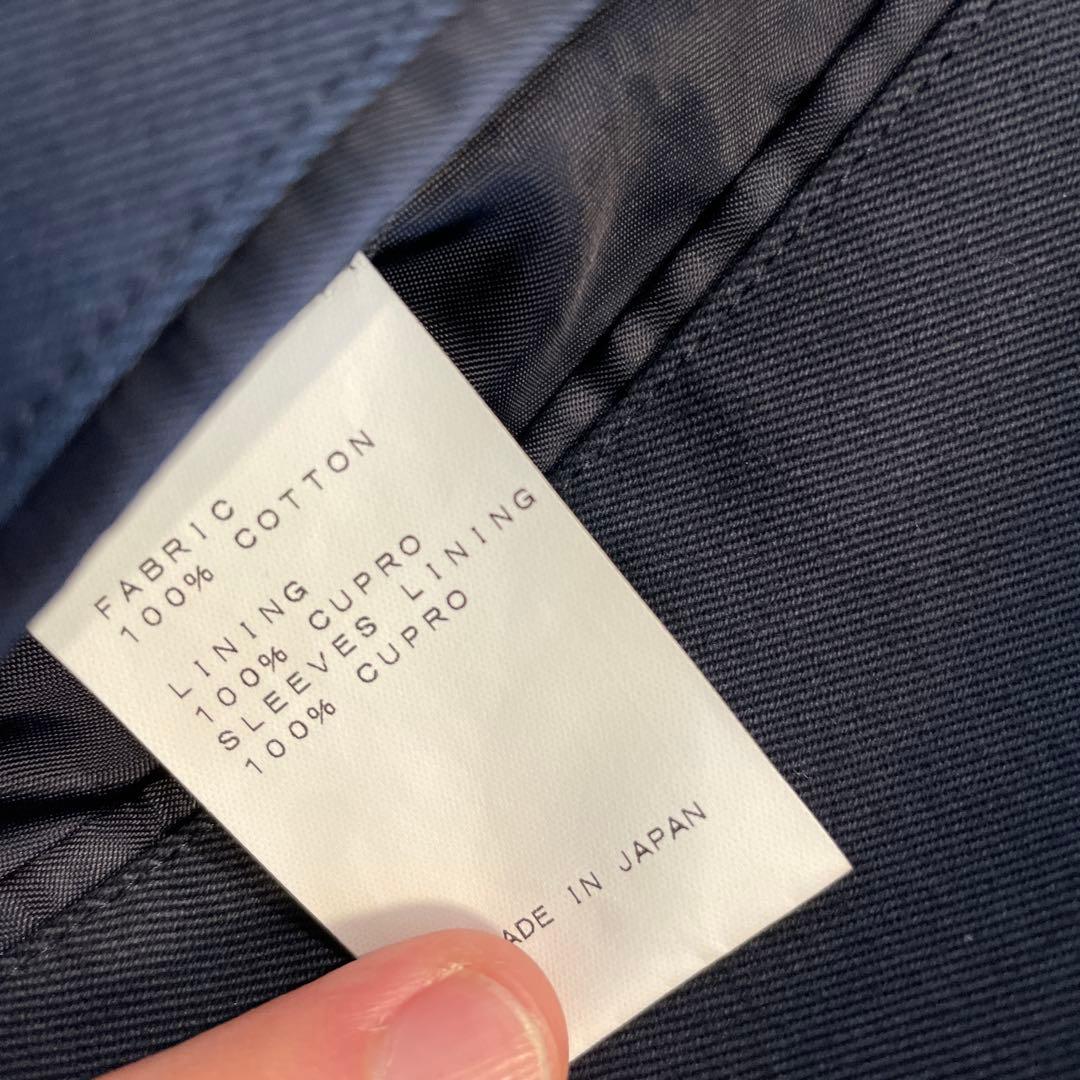 FABRIC
100% COTTON
LINING
100% CUPRO
SLEEVES LINING
100% CUPRO
ADE IN JAPAN